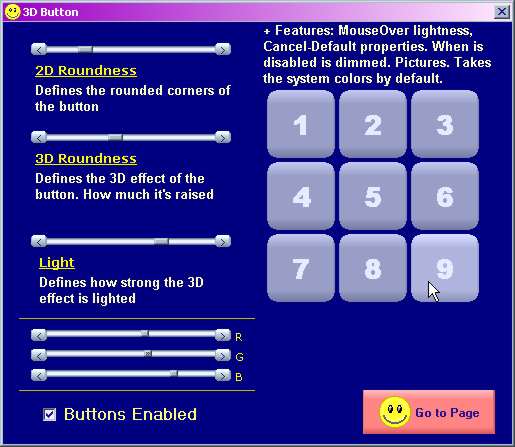 3D Button
+ Features: MouseOver lightness,
Cancel-Default properties. When is
disabled is dimmed. Pictures. Takes
the system colors by default.
2D Roundness
Defines the rounded corners of
the button
3D Roundness
Defines the 3D effect of the
button. How much it's raised
Light
Defines how strong the 3D
effect is lighted
R
G
B
Buttons Enabled
1 2 3
4 5 6
7 8 9
Go to Page